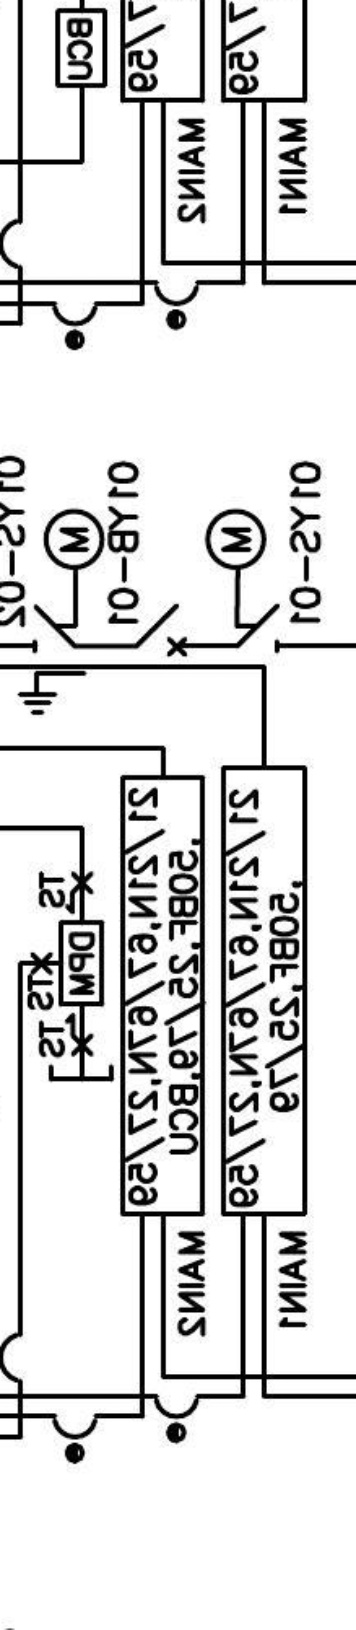 BCU
7/59
7/59
MAIN2
MAIN1
01YS-02
M
01YB-01
M
01YS-01
21/21N,67/67N,27/59
,50BF,25/79,BCU
21/21N,67/67N,27/59
,50BF,25/79
TS
DPM
TS
TS
MAIN2
MAIN1